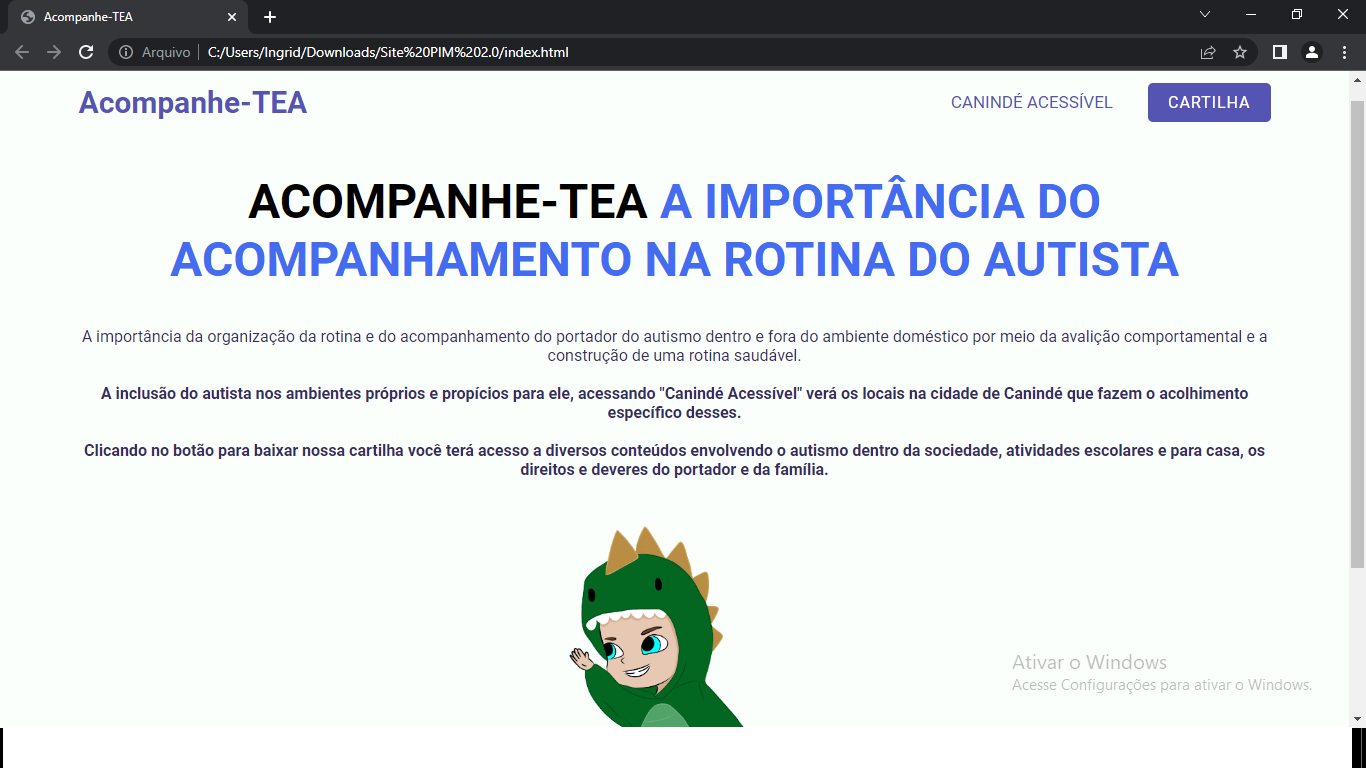 Acompanhe-TEA
Arquivo C:/Users/Ingrid/Downloads/Site%20PIM%202.0/index.html
Acompanhe-TEA CANINDÉ ACESSÍVEL CARTILHA
ACOMPANHE-TEA A IMPORTÂNCIA DO
ACOMPANHAMENTO NA ROTINA DO AUTISTA
A importância da organização da rotina e do acompanhamento do portador do autismo dentro e fora do ambiente doméstico por meio da avalição comportamental e a
construção de uma rotina saudável.
A inclusão do autista nos ambientes próprios e propícios para ele, acessando "Canindé Acessível" verá os locais na cidade de Canindé que fazem o acolhimento
específico desses.
Clicando no botão para baixar nossa cartilha você terá acesso a diversos conteúdos envolvendo o autismo dentro da sociedade, atividades escolares e para casa, os
direitos e deveres do portador e da família.
Ativar o Windows
Acesse Configurações para ativar o Windows.